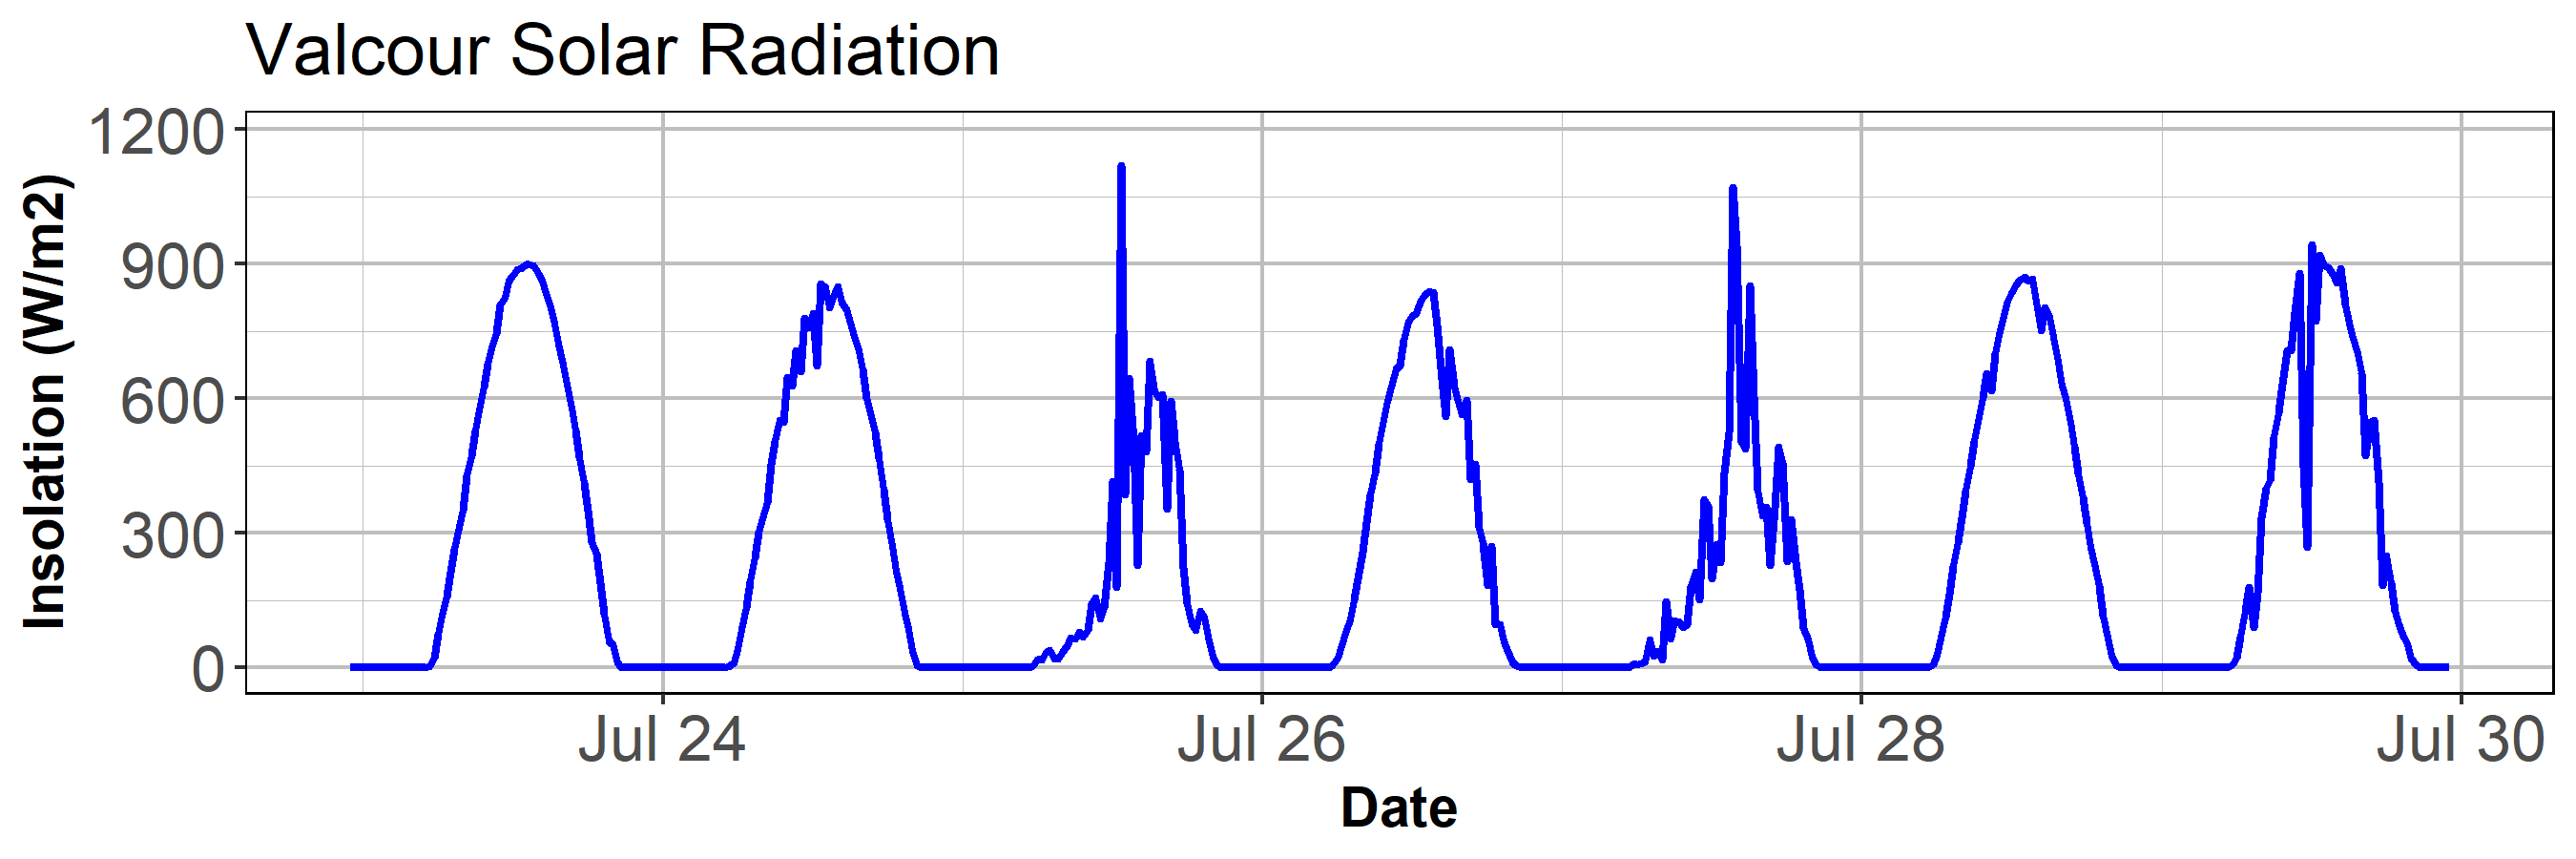 Valcour Solar Radiation
1200
900
600
300
0
Insolation (W/m2)
Jul 24
Jul 26
Jul 28
Jul 30
Date